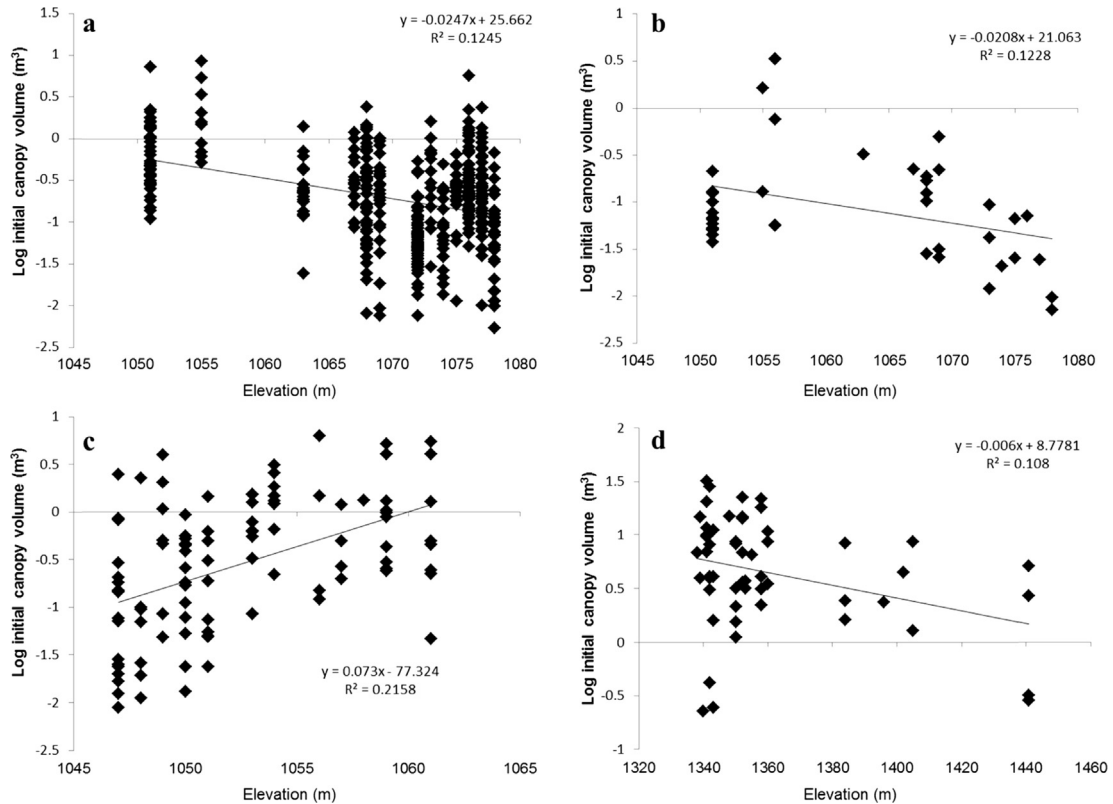 a
y = -0.0247x + 25.662
R² = 0.1245
Log initial canopy volume (m³)
1.5
1
0.5
0
-0.5
-1
-1.5
-2
-2.5
1045 1050 1055 1060 1065 1070 1075 1080
Elevation (m)
b
y = -0.0208x + 21.063
R² = 0.1228
Log initial canopy volume (m³)
1
0.5
0
-0.5
-1
-1.5
-2
-2.5
1045 1050 1055 1060 1065 1070 1075 1080
Elevation (m)
c
y = 0.073x - 77.324
R² = 0.2158
Log initial canopy volume (m³)
1
0.5
0
-0.5
-1
-1.5
-2
-2.5
1045 1050 1055 1060 1065
Elevation (m)
d
y = -0.006x + 8.7781
R² = 0.108
Log initial canopy volume (m³)
2
1.5
1
0.5
0
-0.5
-1
1320 1340 1360 1380 1400 1420 1440 1460
Elevation (m)